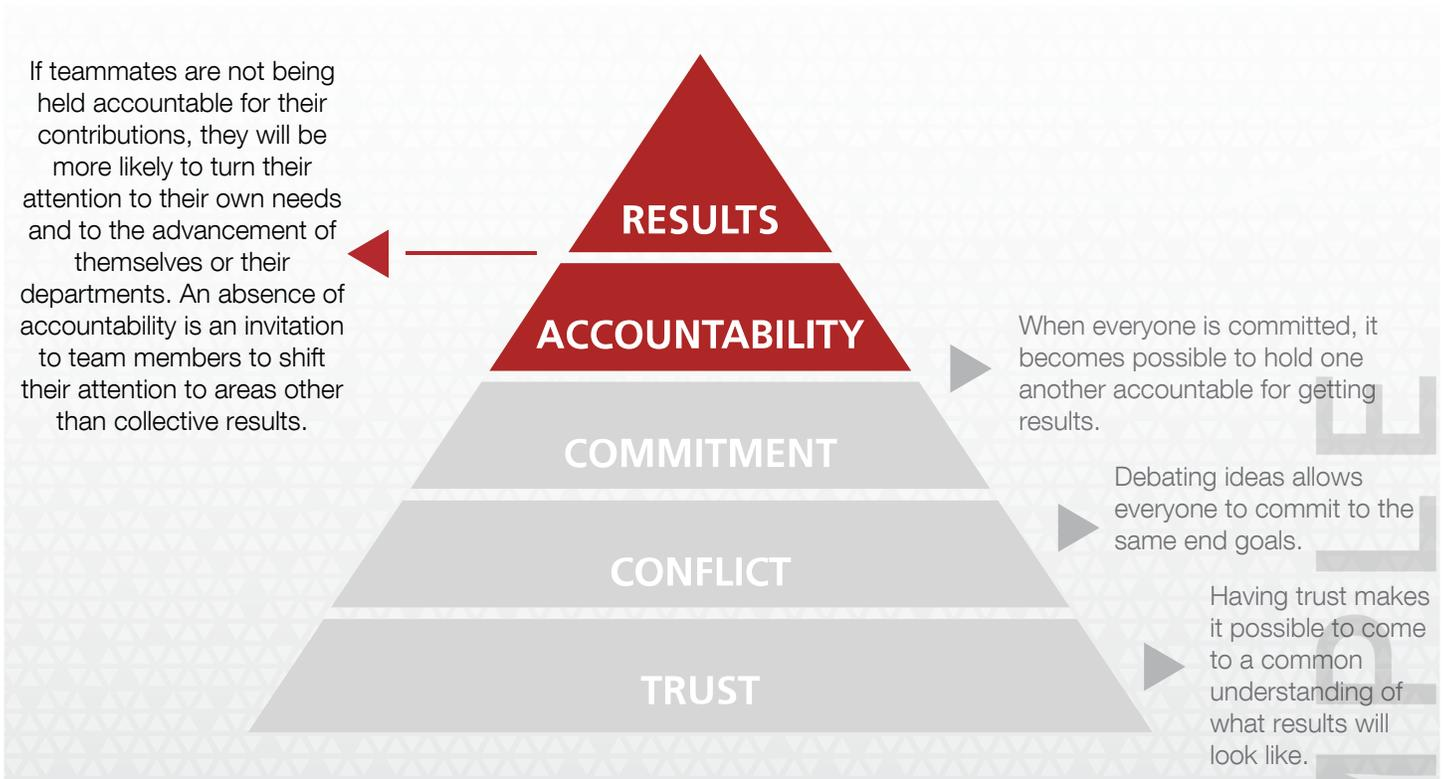 If teammates are not being
held accountable for their
contributions, they will be
more likely to turn their
attention to their own needs
and to the advancement of
themselves or their
departments. An absence of
accountability is an invitation
to team members to shift
their attention to areas other
than collective results.
RESULTS
ACCOUNTABILITY
COMMITMENT
CONFLICT
TRUST
When everyone is committed, it
becomes possible to hold one
another accountable for getting
results.
Debating ideas allows
everyone to commit to the
same end goals.
Having trust makes
it possible to come
to a common
understanding of
what results will
look like.
PLE